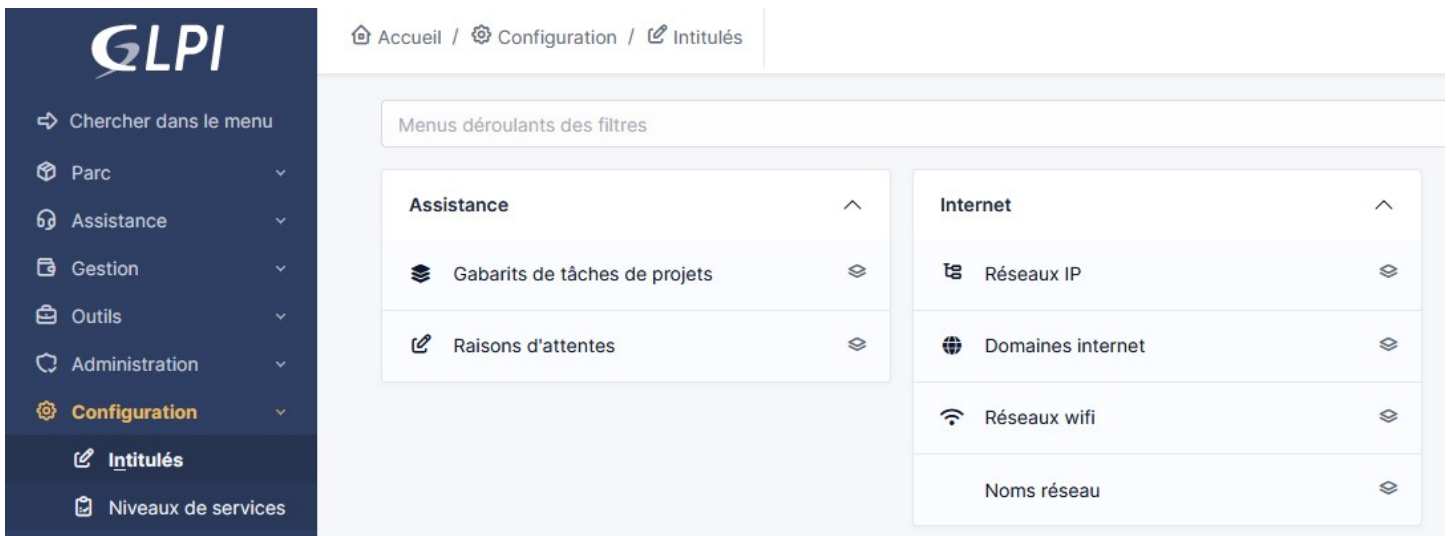 GLPI
Accueil / Configuration / Intitulés
Chercher dans le menu
Parc
Assistance
Gestion
Outils
Administration
Configuration
Intitulés
Niveaux de services
Menus déroulants des filtres
Assistance
Gabarits de tâches de projets
Raisons d'attentes
Internet
Réseaux IP
Domaines internet
Réseaux wifi
Noms réseau